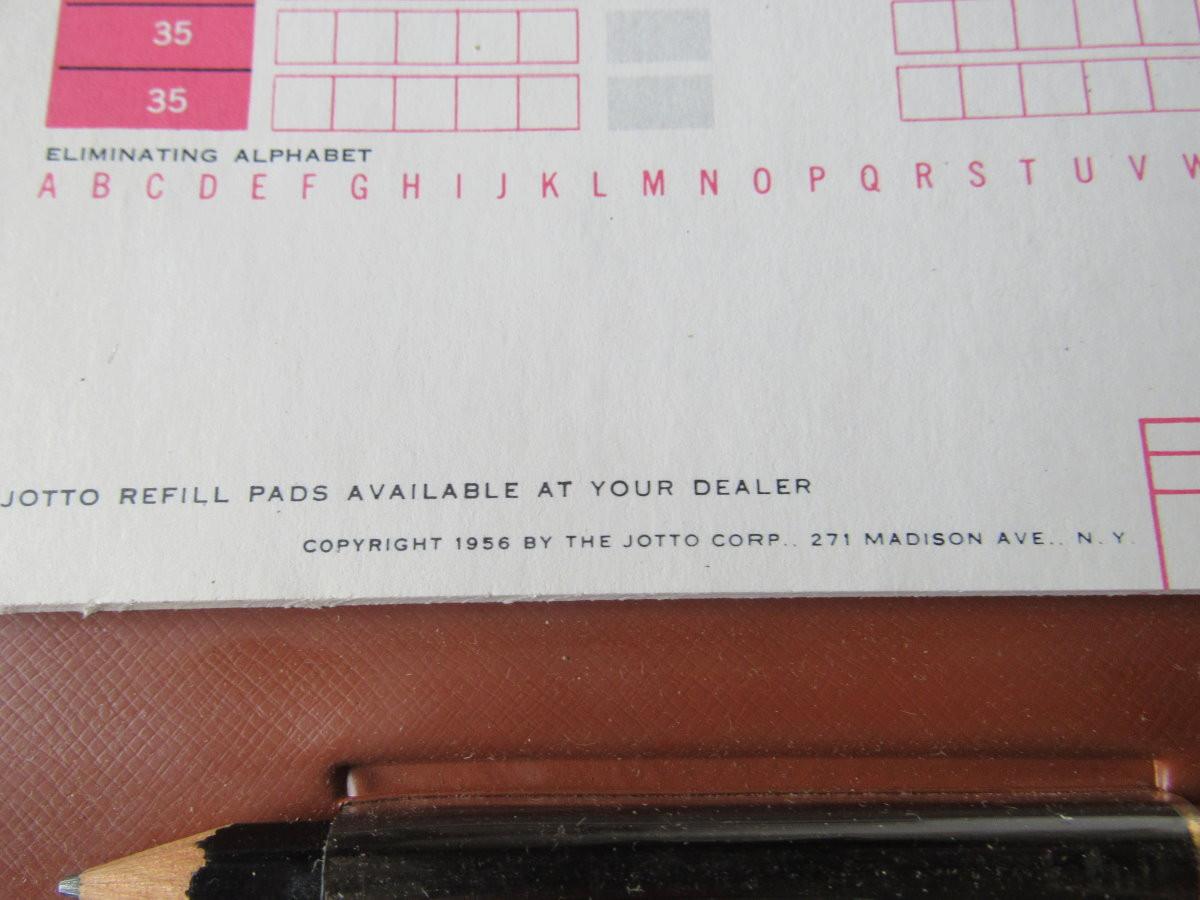 35
35
ELIMINATING ALPHABET
A B C D E F G H I J K L M N O P Q R S T U V W
JOTTO REFILL PADS AVAILABLE AT YOUR DEALER
COPYRIGHT 1956 BY THE JOTTO CORP., 271 MADISON AVE., N. Y.